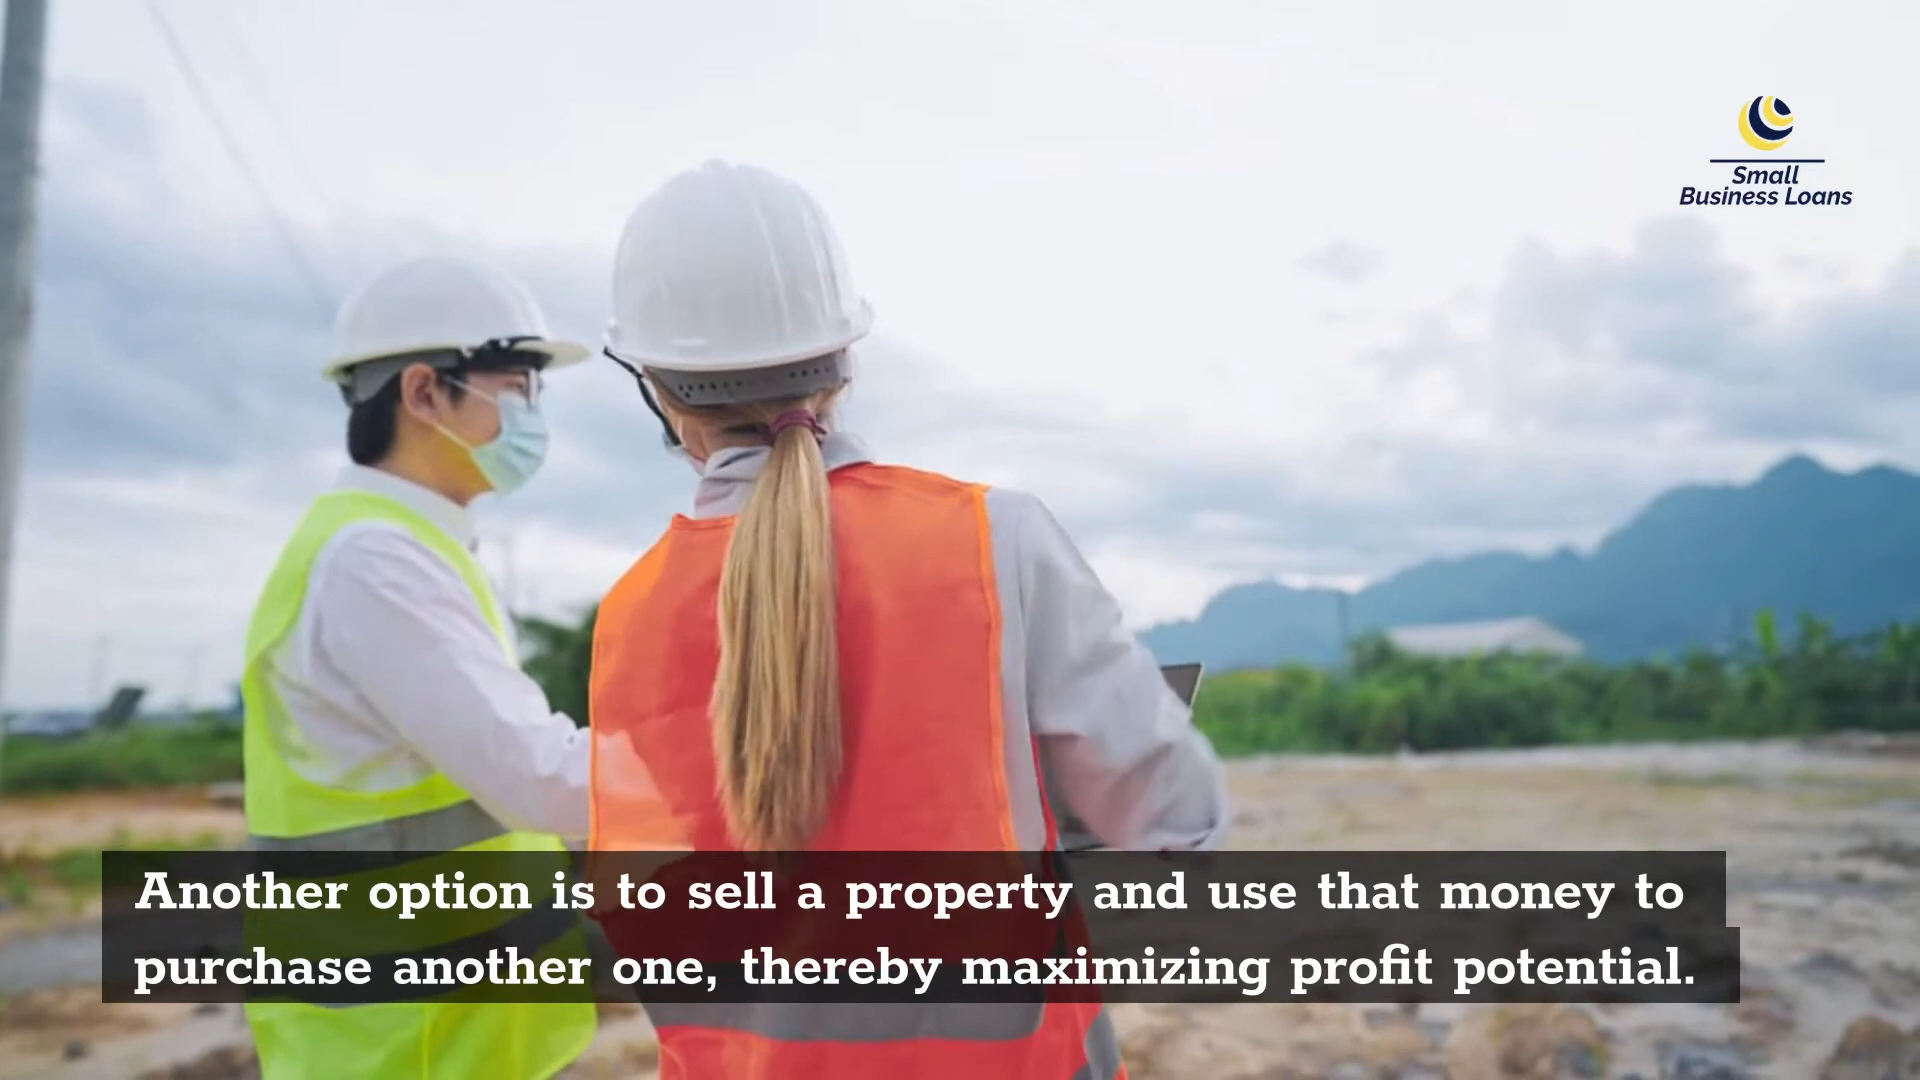 Small
Business Loans
Another option is to sell a property and use that money to
purchase another one, thereby maximizing profit potential.